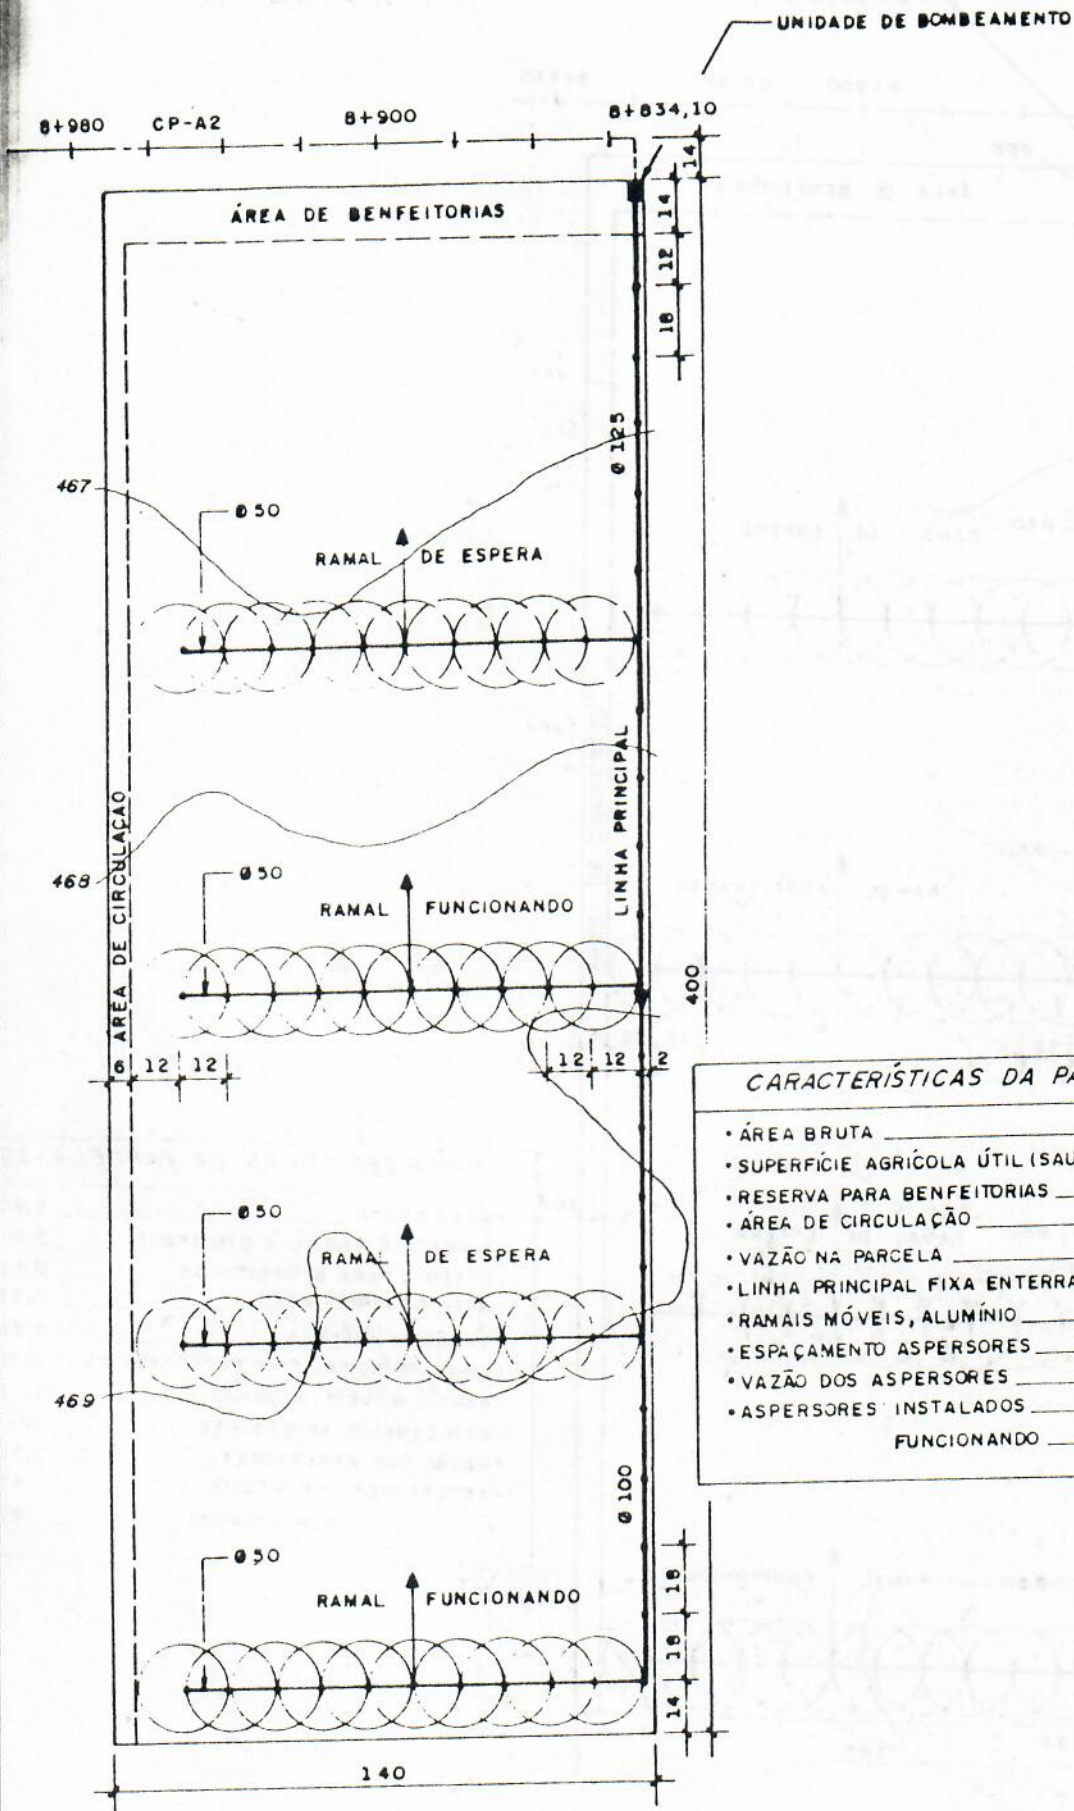 UNIDADE DE BOMBEAMENTO
8+980 CP-A2 8+900 8+834,10
14
ÁREA DE BENFEITORIAS
14
12
18
Ø 125
467
Ø50
RAMAL DE ESPERA
LINHA PRINCIPAL
ÁREA DE CIRCULAÇÃO
468
Ø50
RAMAL FUNCIONANDO
400
6 12 12 12 12 2
CARACTERÍSTICAS DA PA
• ÁREA BRUTA
• SUPERFÍCIE AGRÍCOLA ÚTIL (SAU
• RESERVA PARA BENFEITORIAS
• ÁREA DE CIRCULAÇÃO
• VAZÃO NA PARCELA
• LINHA PRINCIPAL FIXA ENTERRA
• RAMAIS MÓVEIS, ALUMÍNIO
• ESPAÇAMENTO ASPERSORES
• VAZÃO DOS ASPERSORES
• ASPERSORES INSTALADOS
FUNCIONANDO
Ø50
RAMAL DE ESPERA
469
Ø 100
Ø50
RAMAL FUNCIONANDO
18
18
14
140